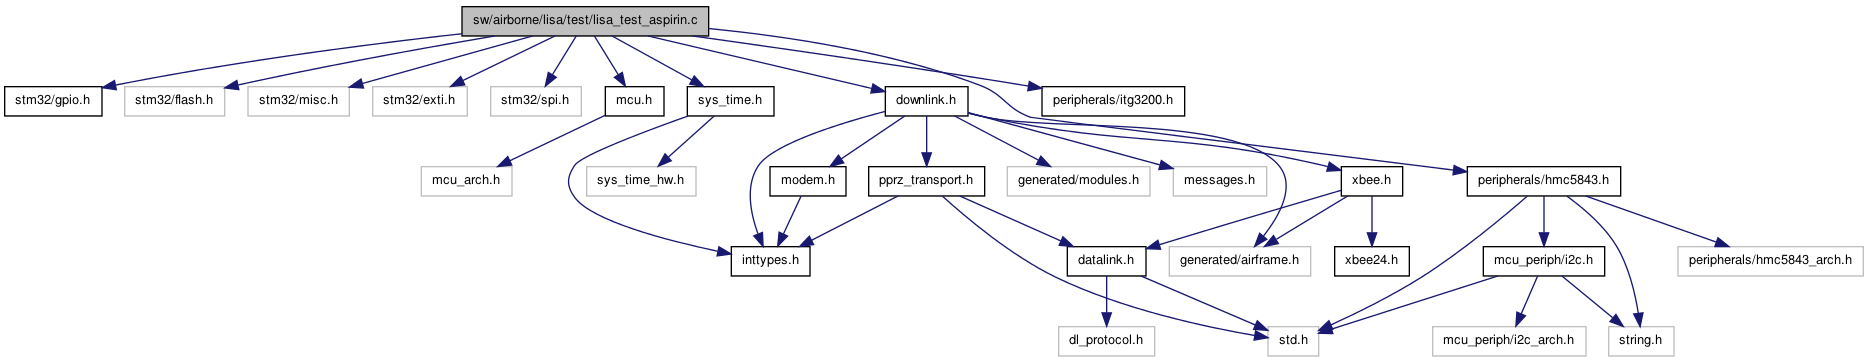 sw/airborne/lisa/test/lisa_test_aspirin.c
stm32/gpio.h
stm32/flash.h
stm32/misc.h
stm32/exti.h
stm32/spi.h
mcu.h
sys_time.h
downlink.h
peripherals/itg3200.h
mcu_arch.h
sys_time_hw.h
modem.h
pprz_transport.h
generated/modules.h
messages.h
xbee.h
peripherals/hmc5843.h
inttypes.h
datalink.h
generated/airframe.h
xbee24.h
mcu_periph/i2c.h
peripherals/hmc5843_arch.h
dl_protocol.h
std.h
mcu_periph/i2c_arch.h
string.h